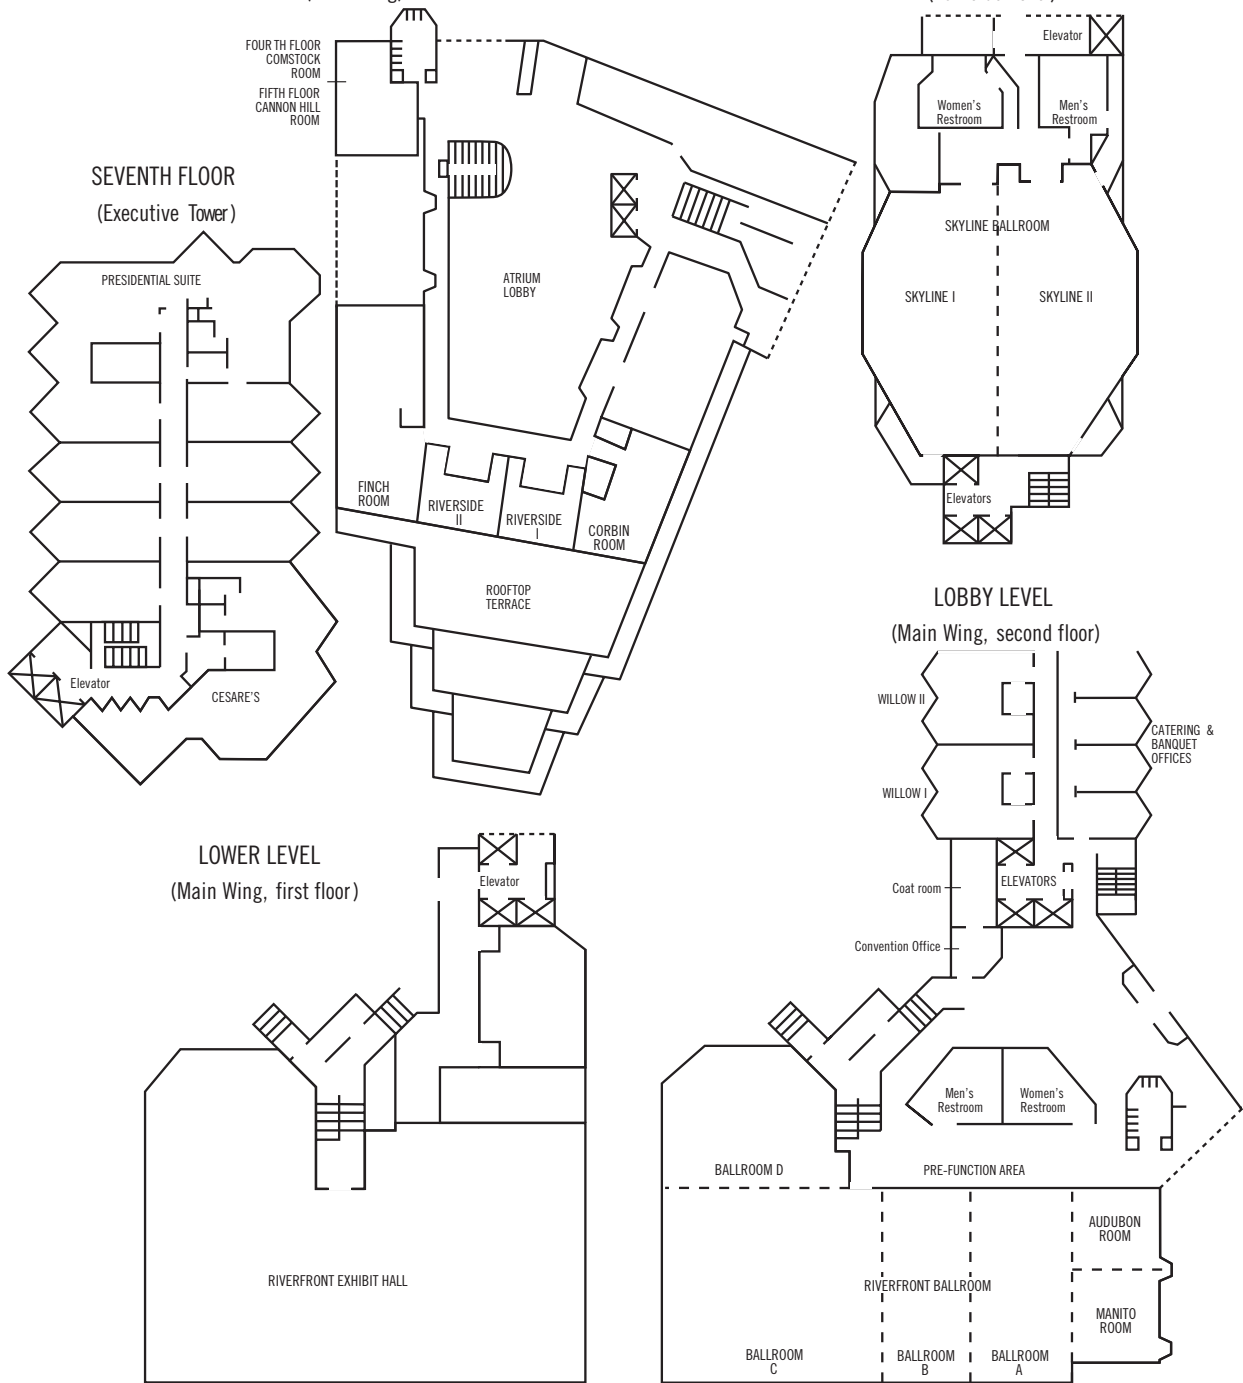 FOUR TH FLOOR
COMSTOCK
ROOM
FIFTH FLOOR
CANNON HILL
ROOM
ATRIUM
LOBBY
FINCH
ROOM
RIVERSIDE
II
RIVERSIDE
I
CORBIN
ROOM
ROOFTOP
TERRACE
Elevator
Women's
Restroom
Men's
Restroom
SKYLINE BALLROOM
SKYLINE I
SKYLINE II
Elevators
SEVENTH FLOOR
(Executive Tower)
PRESIDENTIAL SUITE
Elevator
CESARE'S
LOBBY LEVEL
(Main Wing, second floor)
WILLOW II
CATERING &
BANQUET
OFFICES
WILLOW I
Coat room
ELEVATORS
Convention Office
Men's
Restroom
Women's
Restroom
BALLROOM D
PRE-FUNCTION AREA
AUDUBON
ROOM
RIVERFRONT BALLROOM
MANITO
ROOM
BALLROOM
C
BALLROOM
B
BALLROOM
A
LOWER LEVEL
(Main Wing, first floor)
Elevator
RIVERFRONT EXHIBIT HALL